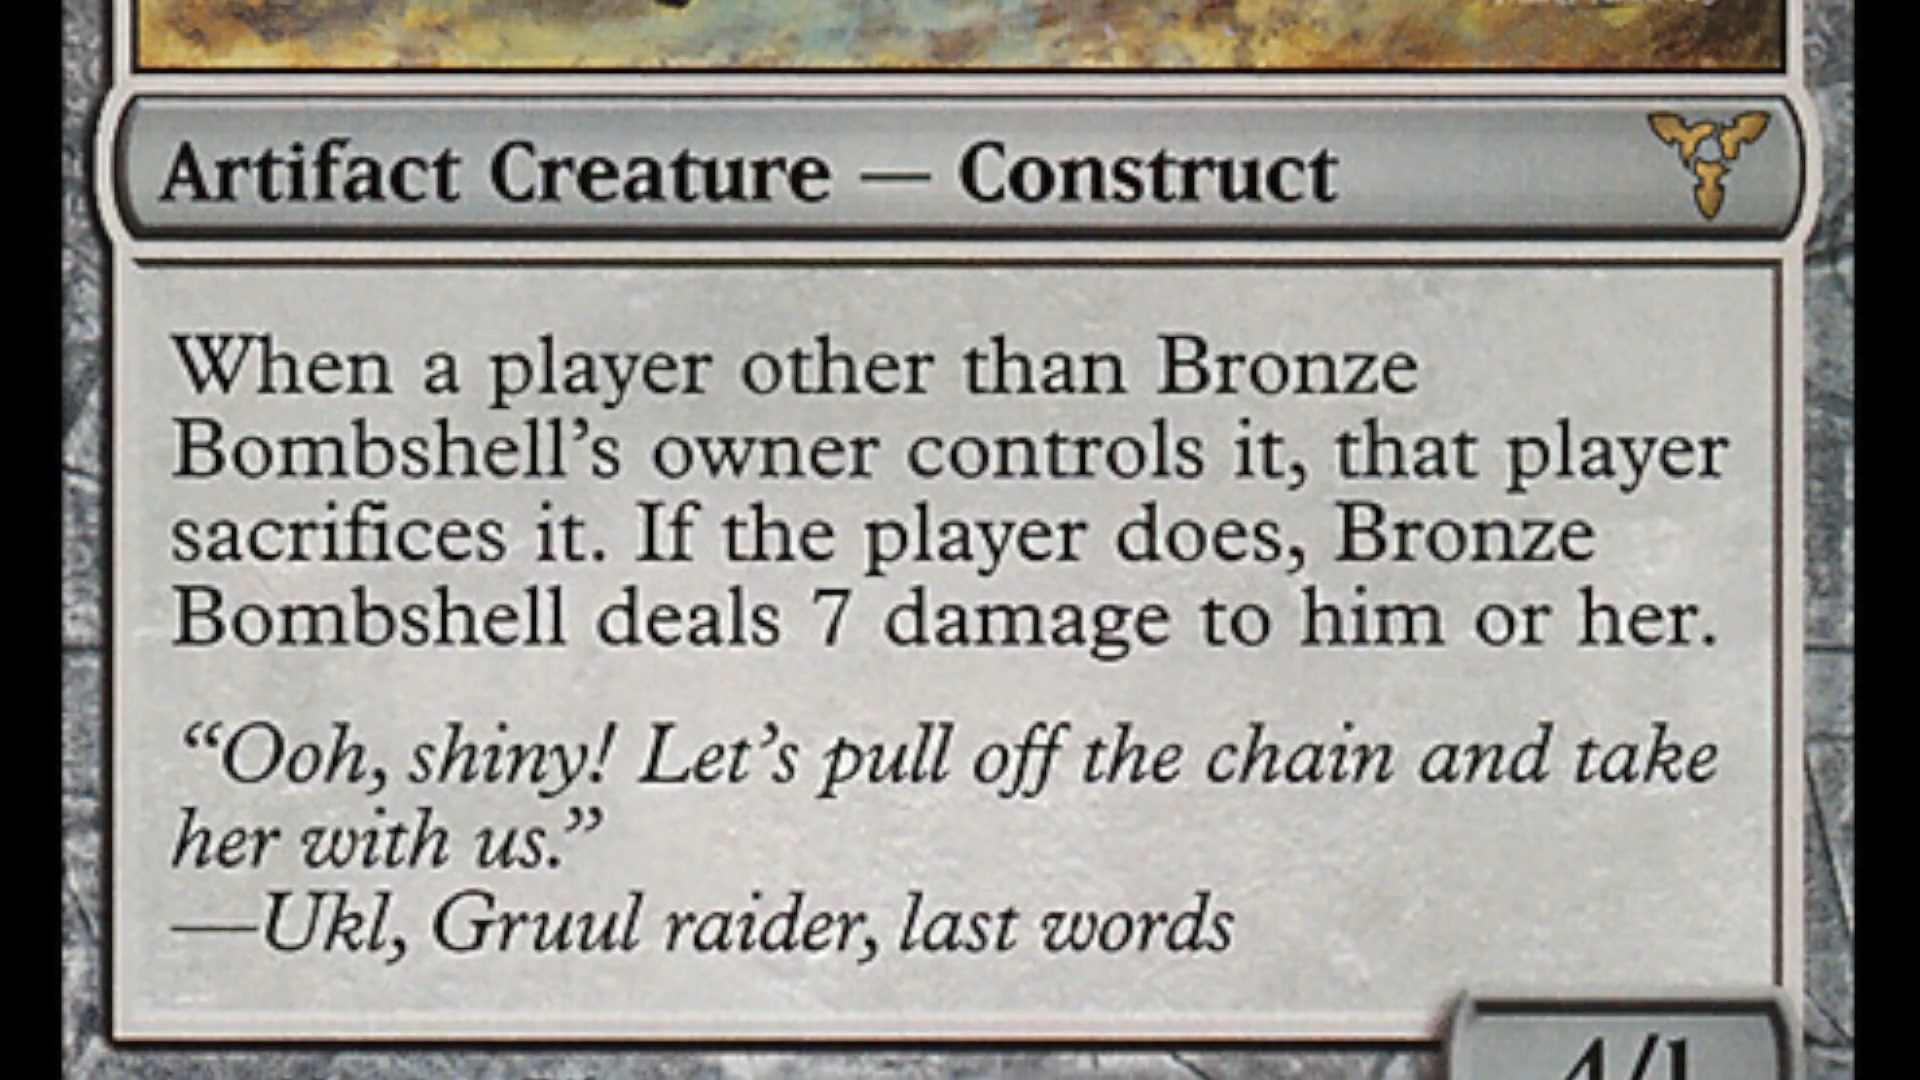 Artifact Creature — Construct
When a player other than Bronze
Bombshell’s owner controls it, that player
sacrifices it. If the player does, Bronze
Bombshell deals 7 damage to him or her.
“Ooh, shiny! Let’s pull off the chain and take
her with us.”
—Ukl, Gruul raider, last words
4/1